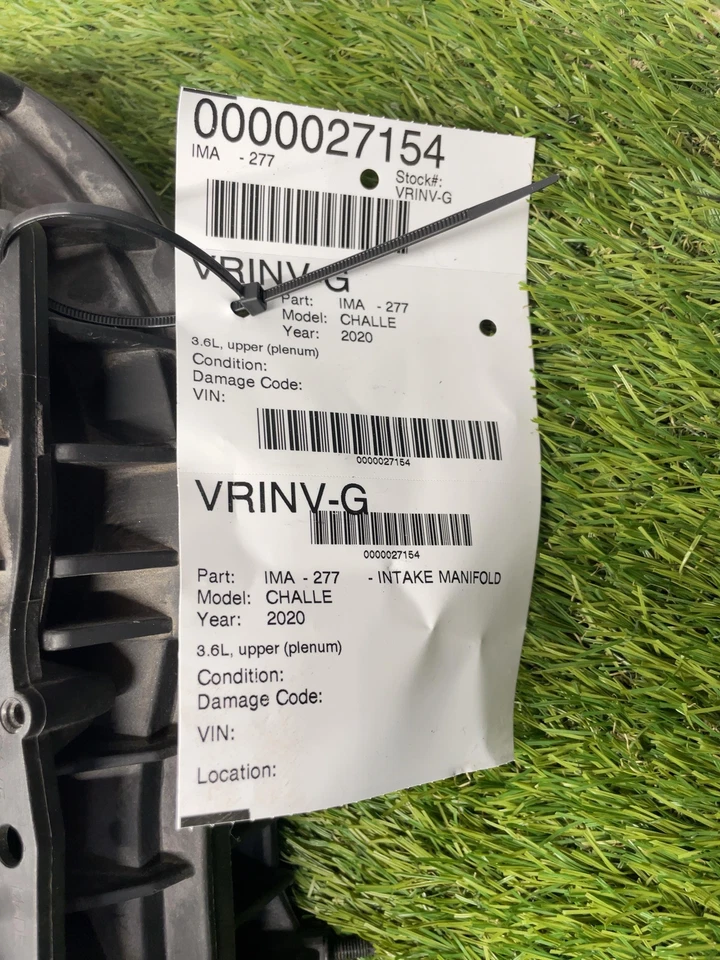 0000027154
IMA - 277
Stock#:
VRINV-G
VRINV-G
Part: IMA - 277
Model: CHALLE
Year: 2020
3.6L, upper (plenum)
Condition:
Damage Code:
VIN:
0000027154
VRINV-G
0000027154
Part: IMA - 277 - INTAKE MANIFOLD
Model: CHALLE
Year: 2020
3.6L, upper (plenum)
Condition:
Damage Code:
VIN:
Location: